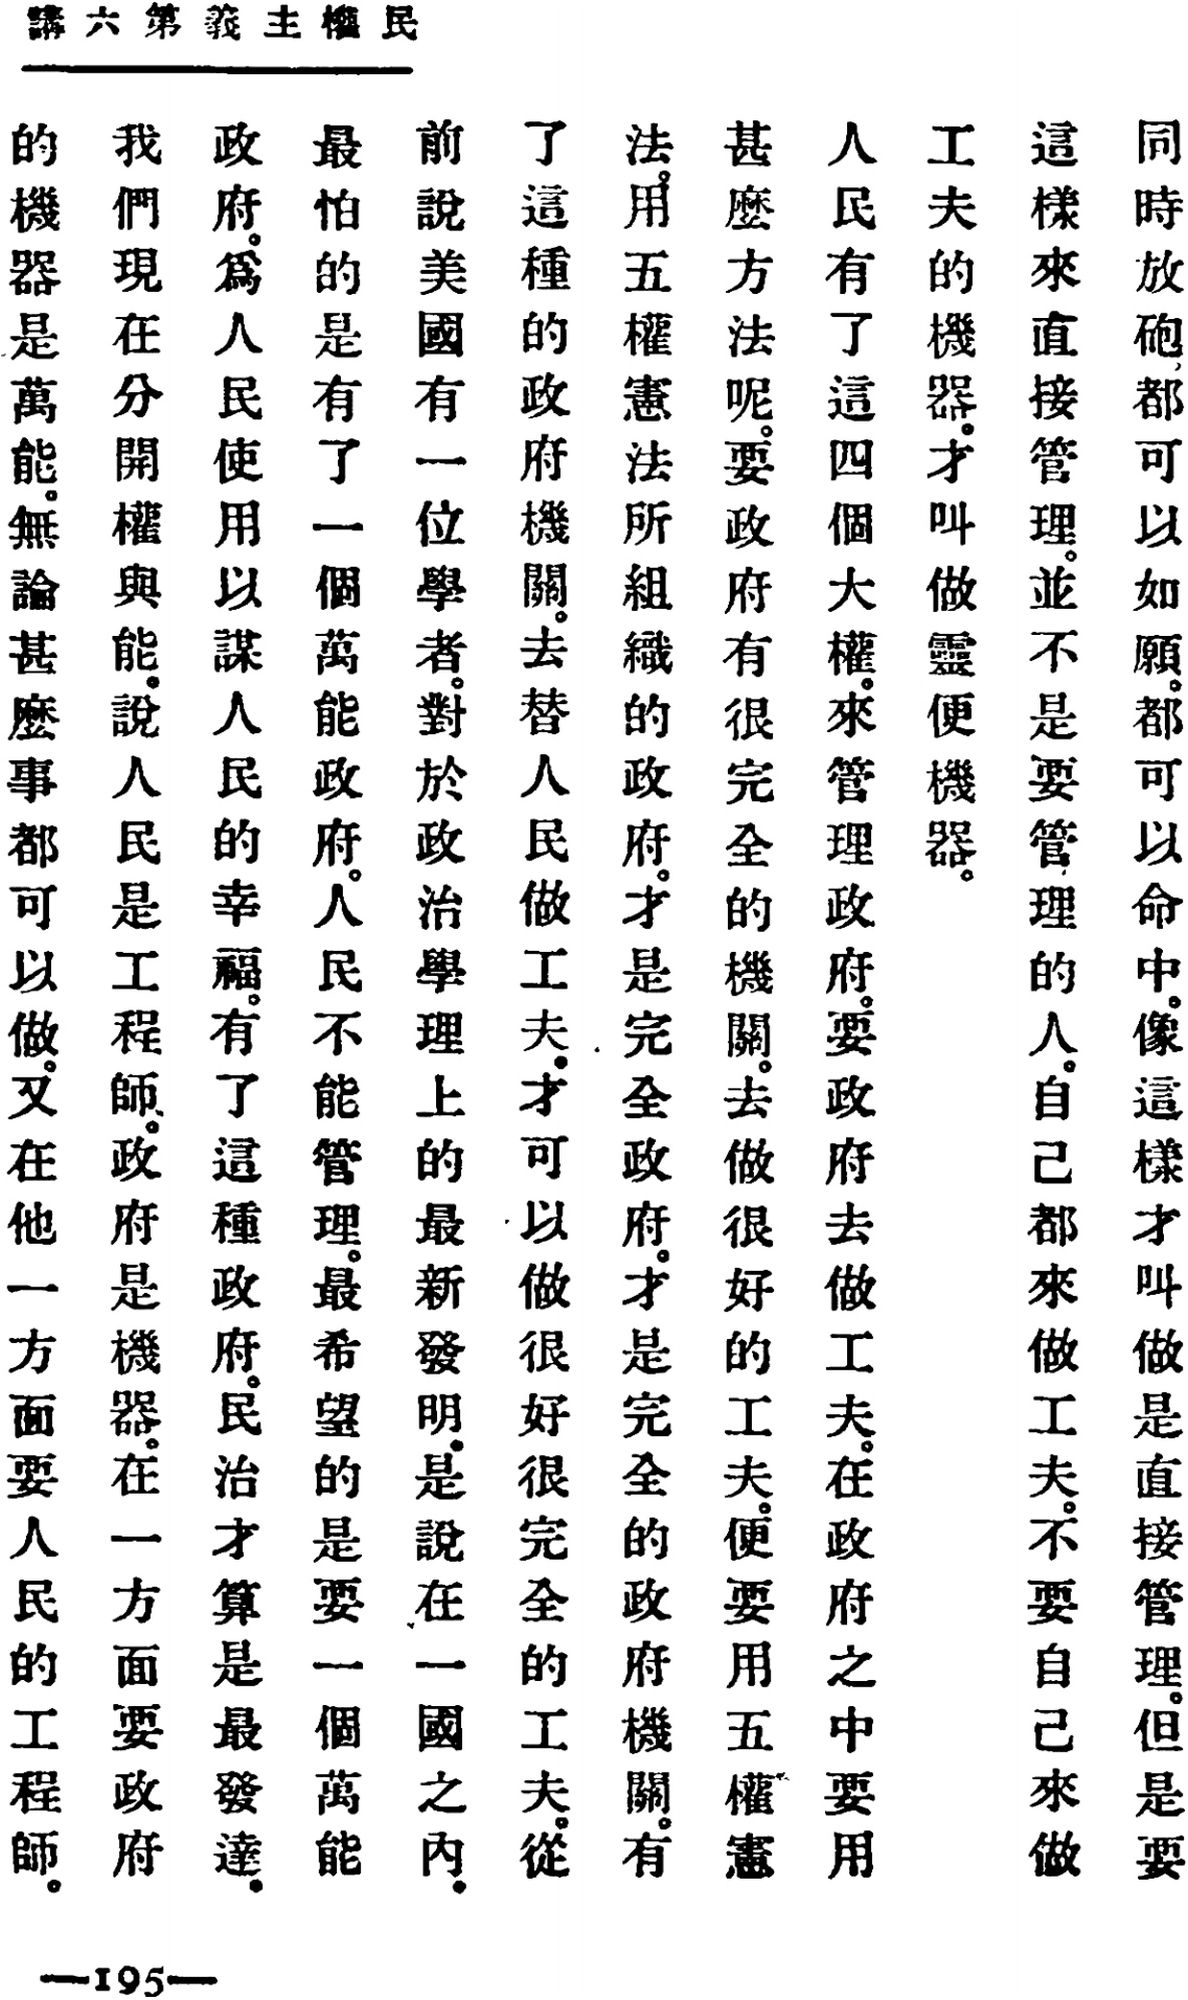 民權主義第六講
同時放砲、都可以如願。都可以命中。像這樣才叫做是直接管理。但是要
這樣來直接管理。並不是要管理的人。自己都來做工夫。不要自己來做
工夫的機器。才叫做靈便機器。
人民有了這四個大權。來管理政府。要政府去做工夫。在政府之中要用
甚麼方法呢。要政府有很完全的機關。去做很好的工夫。便要用五權憲
法。用五權憲法所組織的政府。才是完全政府。才是完全的政府機關。有
了這種的政府機關。去替人民做工夫。才可以做很好很完全的工夫。從
前說美國有一位學者。對於政治學理上的最新發明。是說在一國之內。
最怕的是有了一個萬能政府。人民不能管理。最希望的是要一個萬能
政府。爲人民使用以謀人民的幸福。有了這種政府。民治才算是最發達。
我們現在分開權與能。說人民是工程師。政府是機器。在一方面要政府
的機器是萬能。無論甚麼事都可以做。又在他一方面要人民的工程師。
—195—